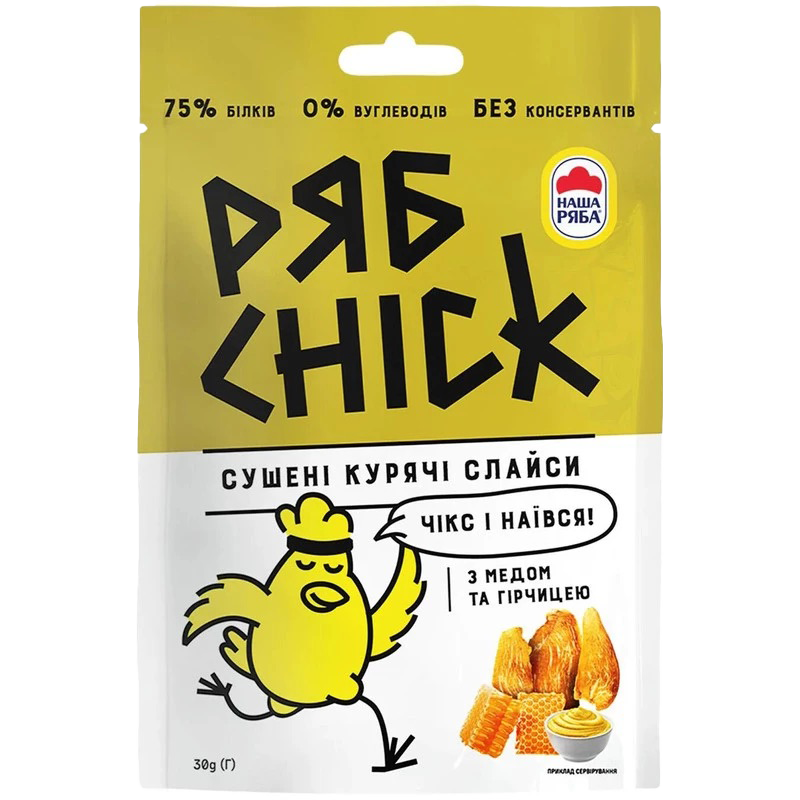 75% БІЛКІВ 0% ВУГЛЕВОДІВ БЕЗ КОНСЕРВАНТІВ
НАША
РЯБА®
РЯБ
CHICK
СУШЕНІ КУРЯЧІ СЛАЙСИ
ЧІКС І НАЇВСЯ!
З МЕДОМ
ТА ГІРЧИЦЕЮ
30g (Г)
ПРИКЛАД СЕРВІРУВАННЯ